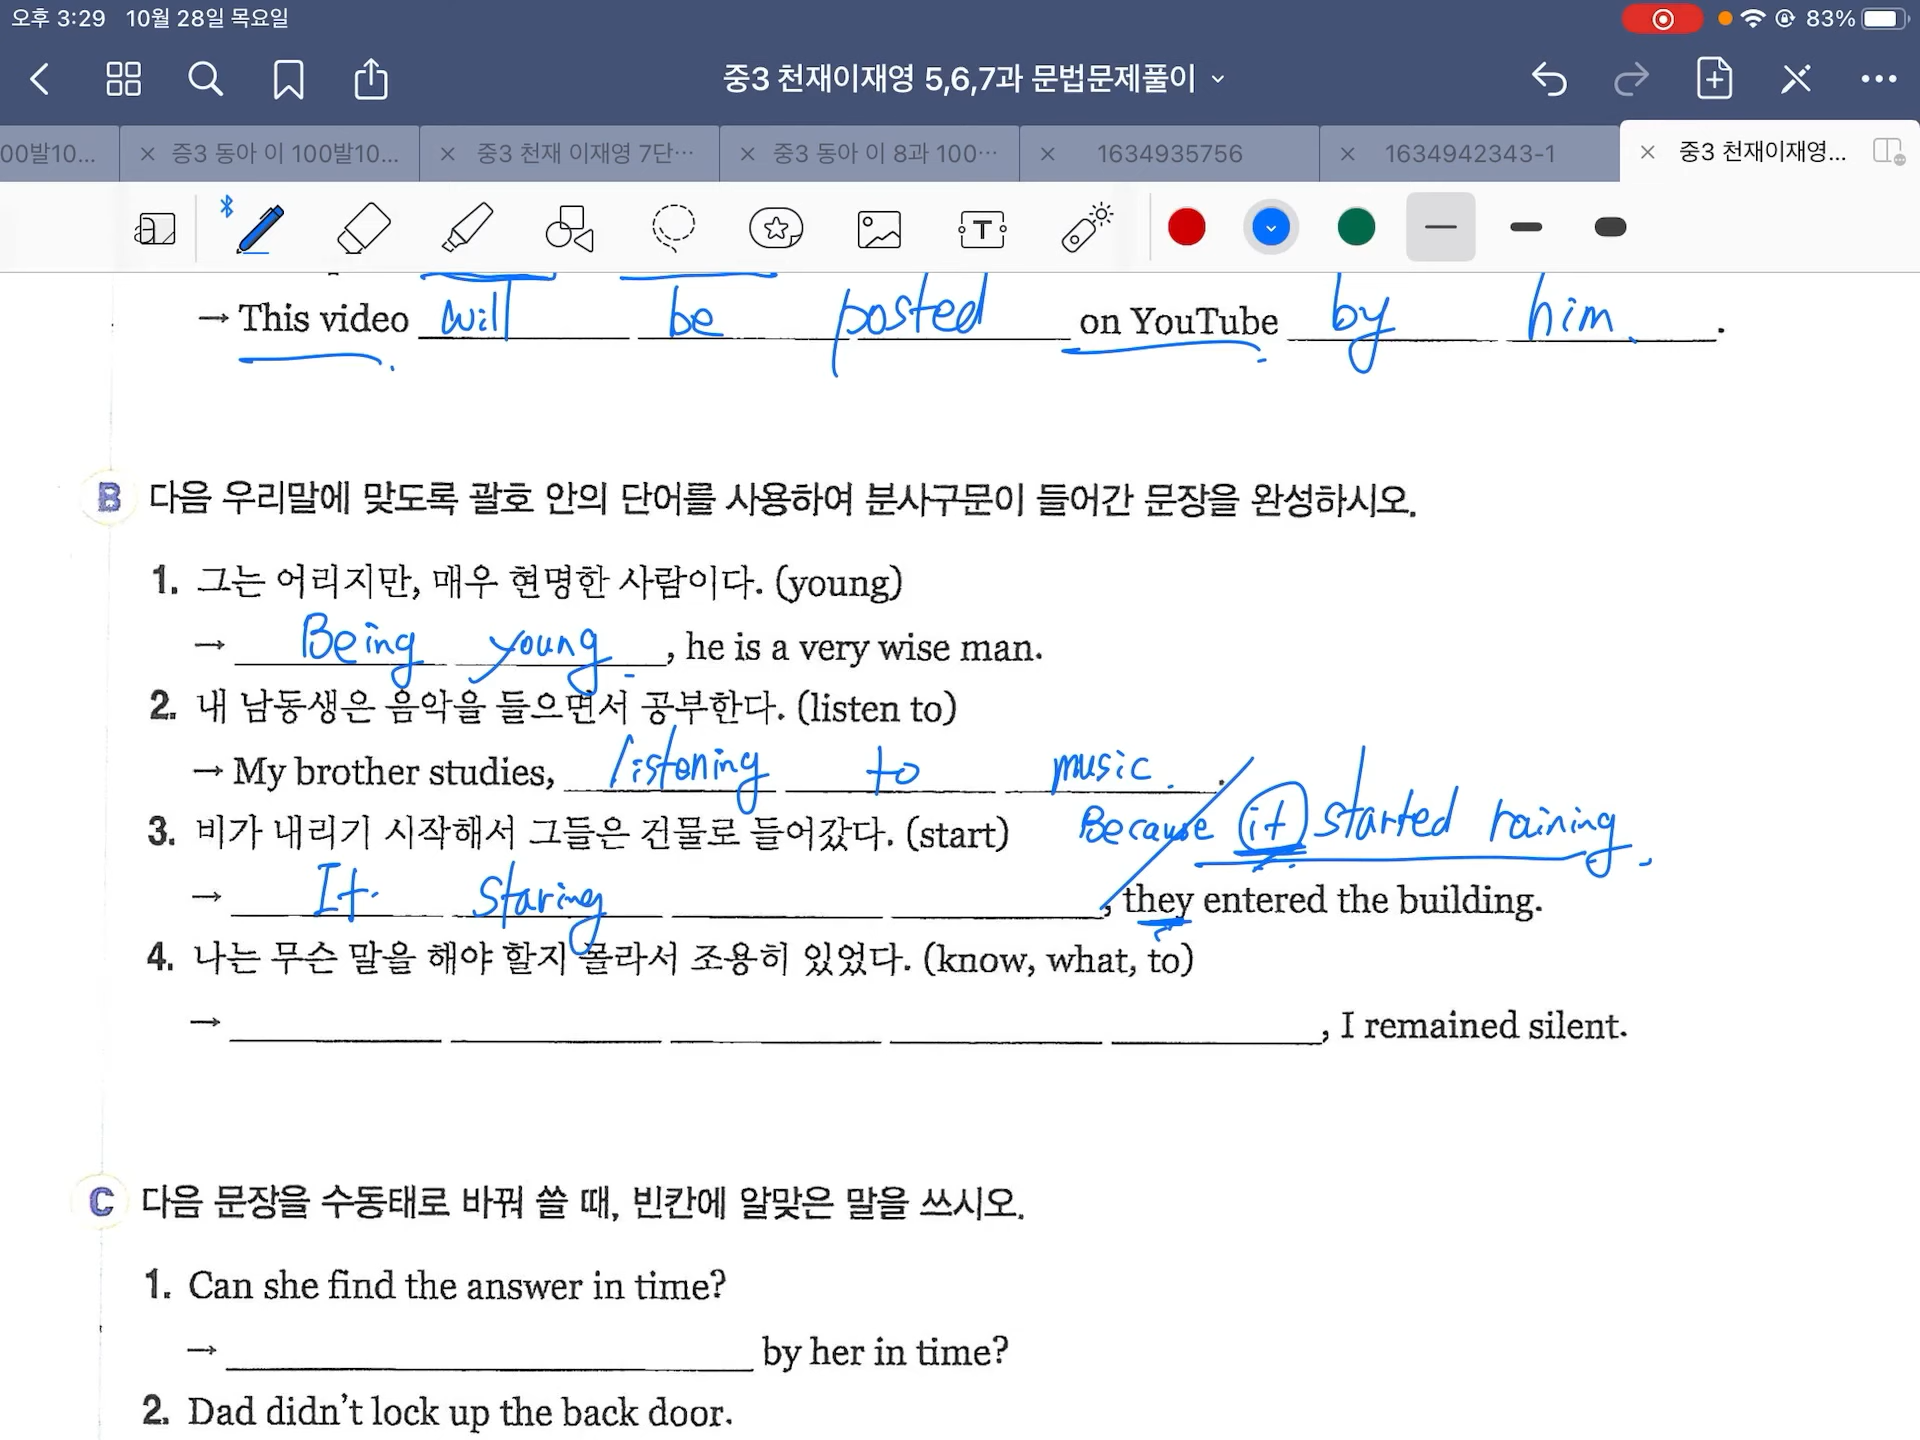 오후 3:29 10월 28일 목요일 83%
중3 천재이재영 5,6,7과 문법문제풀이
00발10... × 증3 동아 이 100발10... × 중3 천재 이재영 7단… × 중3 동아 이 8과 100… × 1634935756 × 1634942343-1 × 중3 천재이재영...
→ This video will be posted on YouTube by him.
B 다음 우리말에 맞도록 괄호 안의 단어를 사용하여 분사구문이 들어간 문장을 완성하시오.
1. 그는 어리지만, 매우 현명한 사람이다. (young)
→ Being young, he is a very wise man.
2. 내 남동생은 음악을 들으면서 공부한다. (listen to)
→ My brother studies, listening to music.
3. 비가 내리기 시작해서 그들은 건물로 들어갔다. (start) Because it started raining
→ It staring, they entered the building.
4. 나는 무슨 말을 해야 할지 몰라서 조용히 있었다. (know, what, to)
→ , I remained silent.
C 다음 문장을 수동태로 바꿔 쓸 때, 빈칸에 알맞은 말을 쓰시오.
1. Can she find the answer in time?
→ by her in time?
2. Dad didn't lock up the back door.